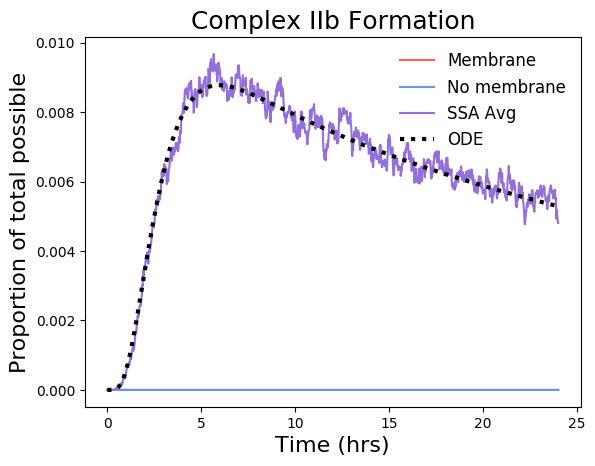 Complex IIb Formation
Proportion of total possible
0.010
0.008
0.006
0.004
0.002
0.000
Membrane
No membrane
SSA Avg
ODE
0
5
10
15
20
25
Time (hrs)